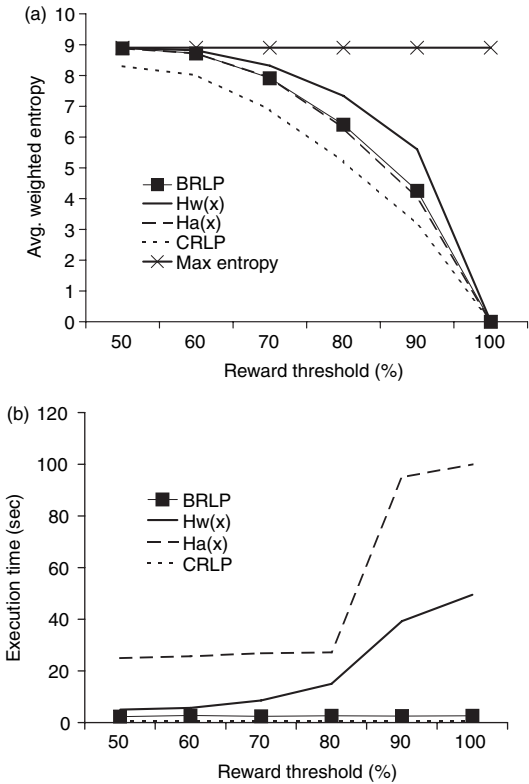 (a)
10
9
8
7
6
5
4
3
2
1
0
Avg. weighted entropy
BRLP
Hw(x)
Ha(x)
CRLP
Max entropy
50 60 70 80 90 100
Reward threshold (%)
(b)
120
100
80
60
40
20
0
Execution time (sec)
BRLP
Hw(x)
Ha(x)
CRLP
50 60 70 80 90 100
Reward threshold (%)